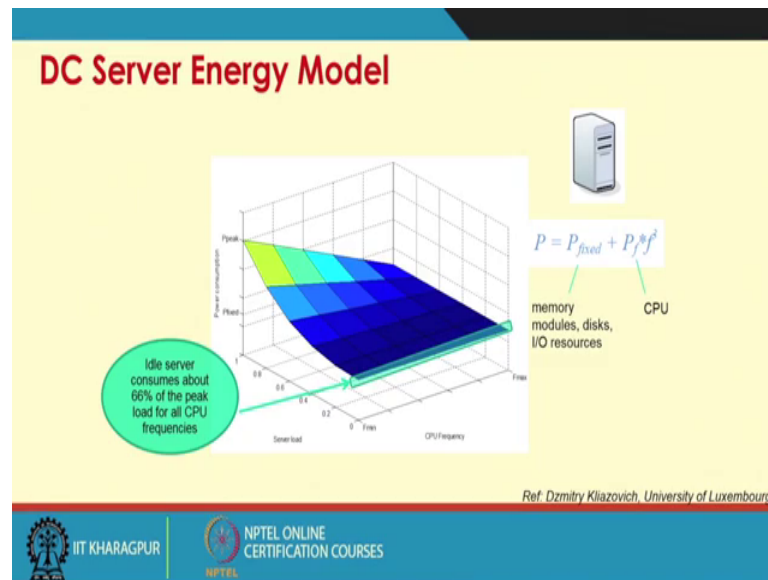 DC Server Energy Model
Ppeak
Pfixed
Power consumption
1
0.8
0.6
0.4
0.2
0
Server load
Fmin
CPU Frequency
Fmax
Idle server
consumes about
66% of the peak
load for all CPU
frequencies
P = Pfixed + Pf*f³
memory
modules, disks,
I/O resources
CPU
Ref: Dzmitry Kliazovich, University of Luxembourg
IIT KHARAGPUR
NPTEL
NPTEL ONLINE
CERTIFICATION COURSES